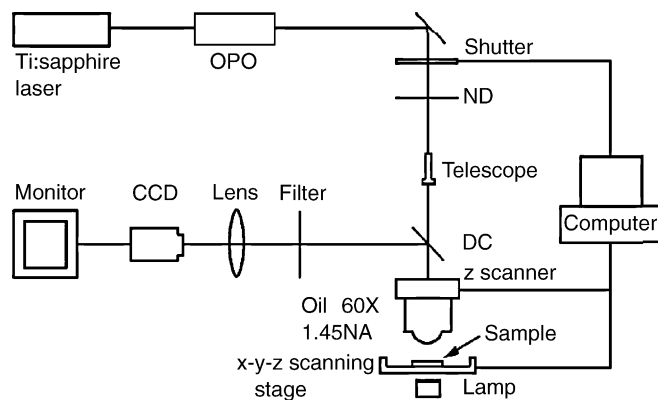 Ti:sapphire
laser
OPO
Shutter
ND
Telescope
Monitor
CCD
Lens
Filter
DC
Computer
z scanner
Oil 60X
1.45NA
Sample
x-y-z scanning
stage
Lamp